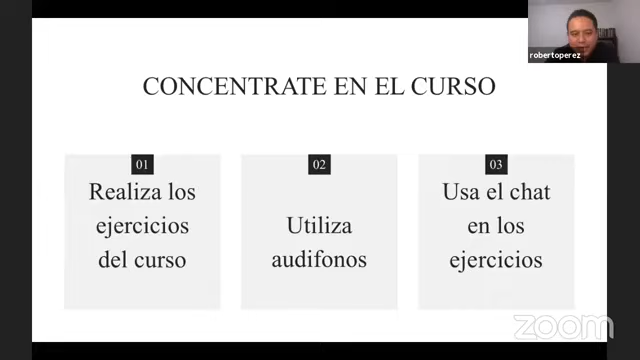 robertoperez
CONCENTRATE EN EL CURSO
01
Realiza los
ejercicios
del curso
02
Utiliza
audifonos
03
Usa el chat
en los
ejercicios
zoom